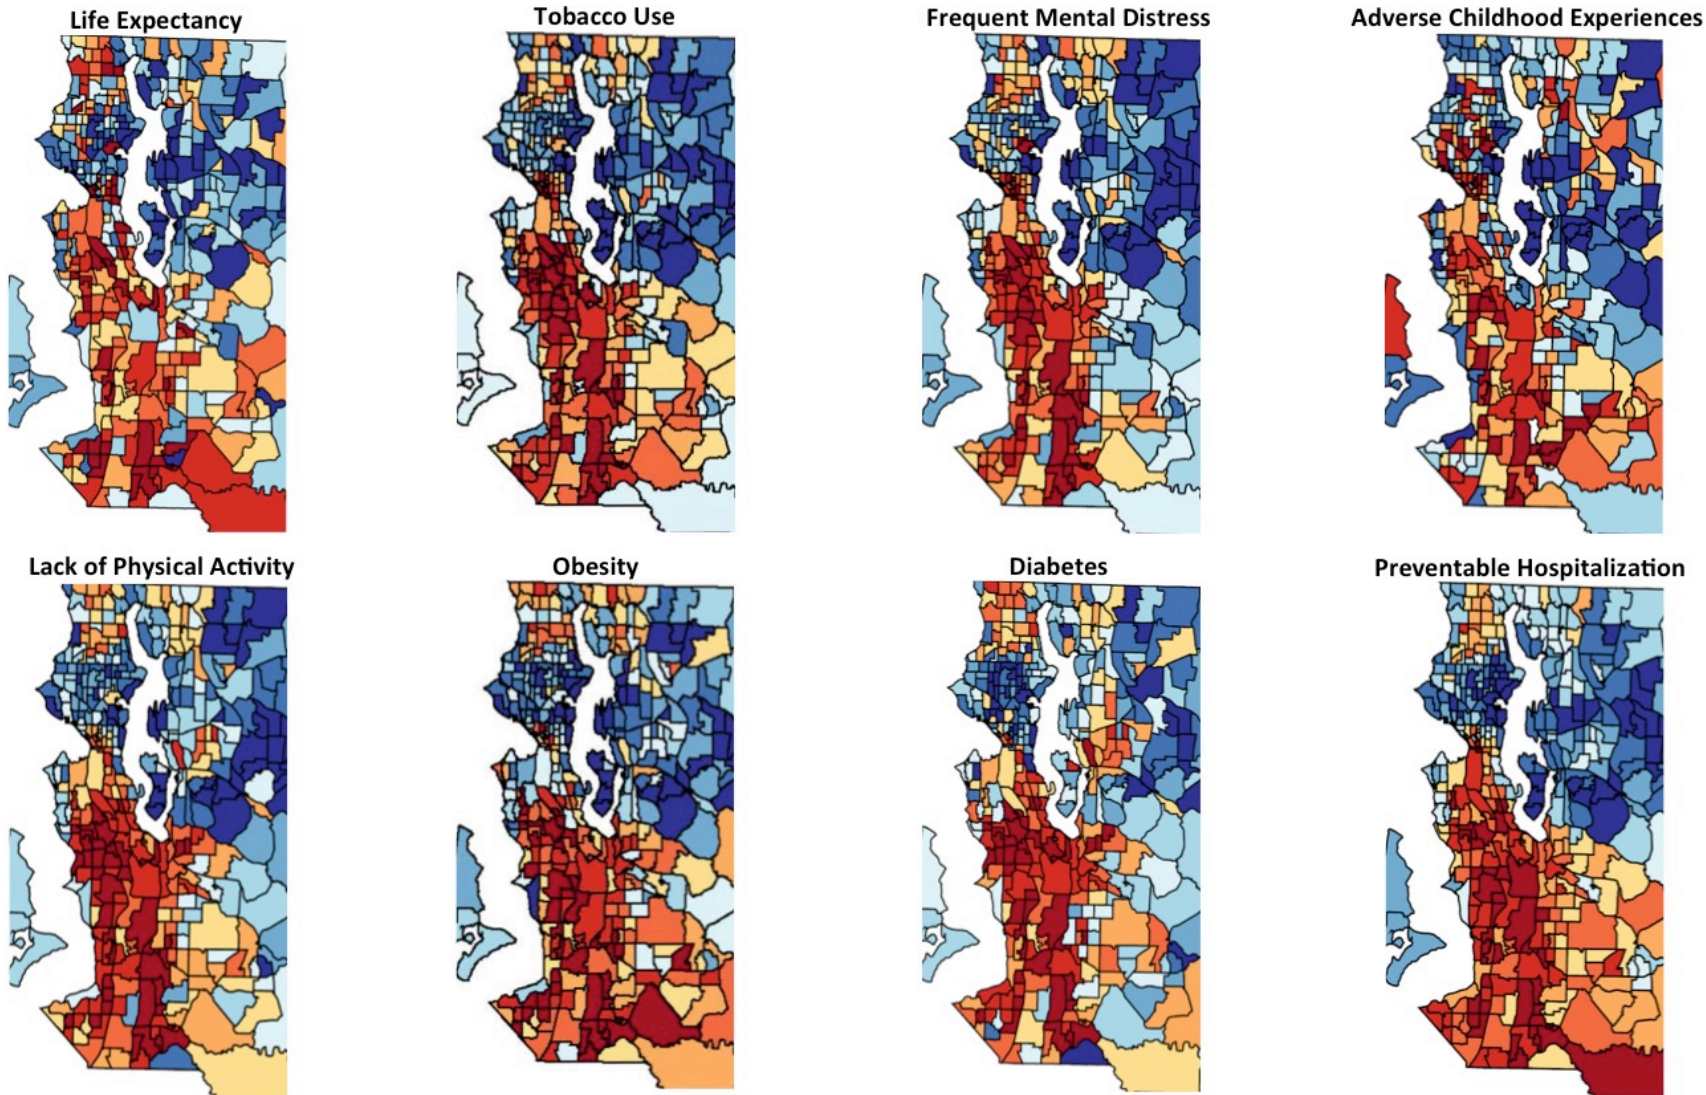 Life Expectancy
Tobacco Use
Frequent Mental Distress
Adverse Childhood Experiences
Lack of Physical Activity
Obesity
Diabetes
Preventable Hospitalization